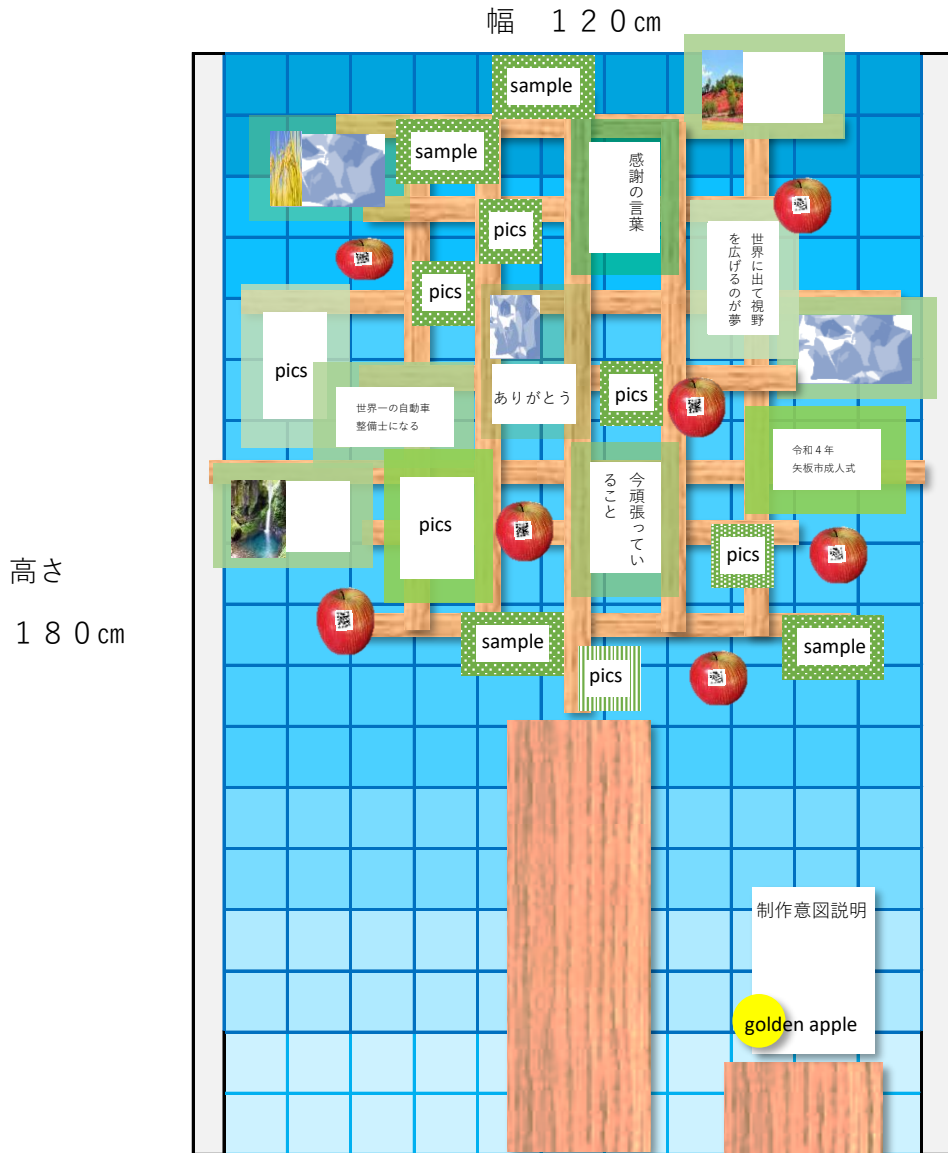 幅　１２０㎝
sample
sample
感謝の言葉
pics
世界に出て視野
を広げるのが夢
pics
pics
世界一の自動車
整備士になる
ありがとう
pics
令和４年
矢板市成人式
pics
今頑張ってい
ること
pics
高さ
１８０㎝
sample
pics
sample
制作意図説明
golden apple